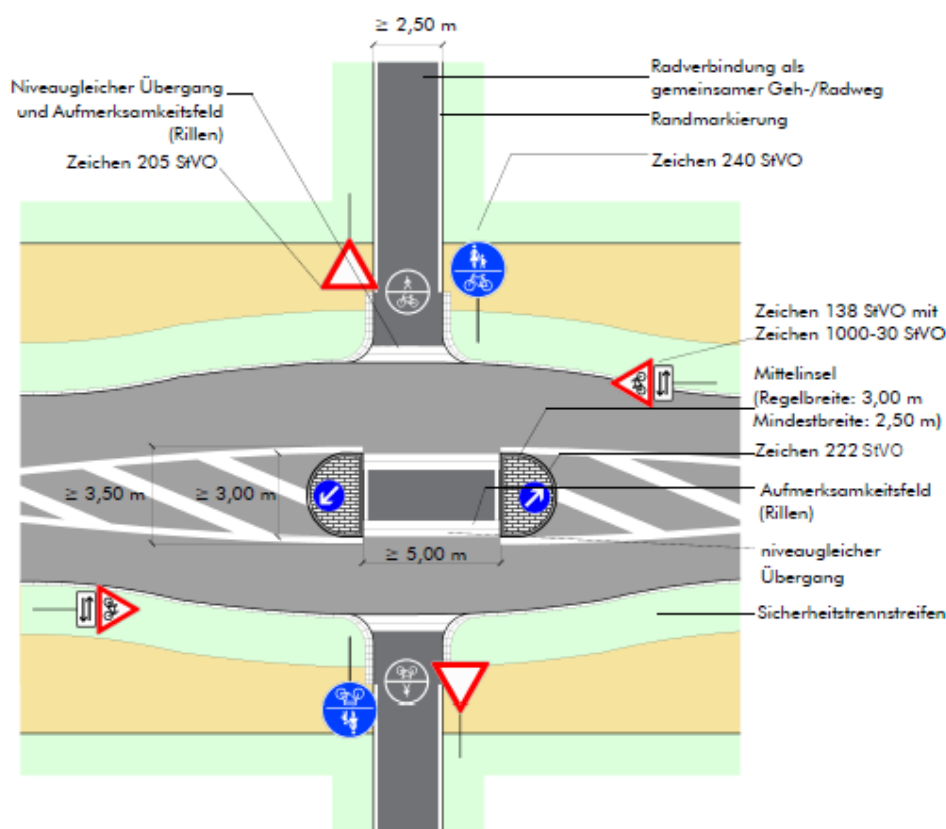 ≥ 2,50 m
Niveaugleicher Übergang
und Aufmerksamkeitsfeld
(Rillen)
Zeichen 205 StVO
Radverbindung als
gemeinsamer Geh-/Radweg
Randmarkierung
Zeichen 240 StVO
Zeichen 138 StVO mit
Zeichen 1000-30 StVO
Mittelinsel
(Regelbreite: 3,00 m
Mindestbreite: 2,50 m)
Zeichen 222 StVO
≥ 3,50 m
≥ 3,00 m
Aufmerksamkeitsfeld
(Rillen)
≥ 5,00 m
niveaugleicher
Übergang
Sicherheitstrennstreifen